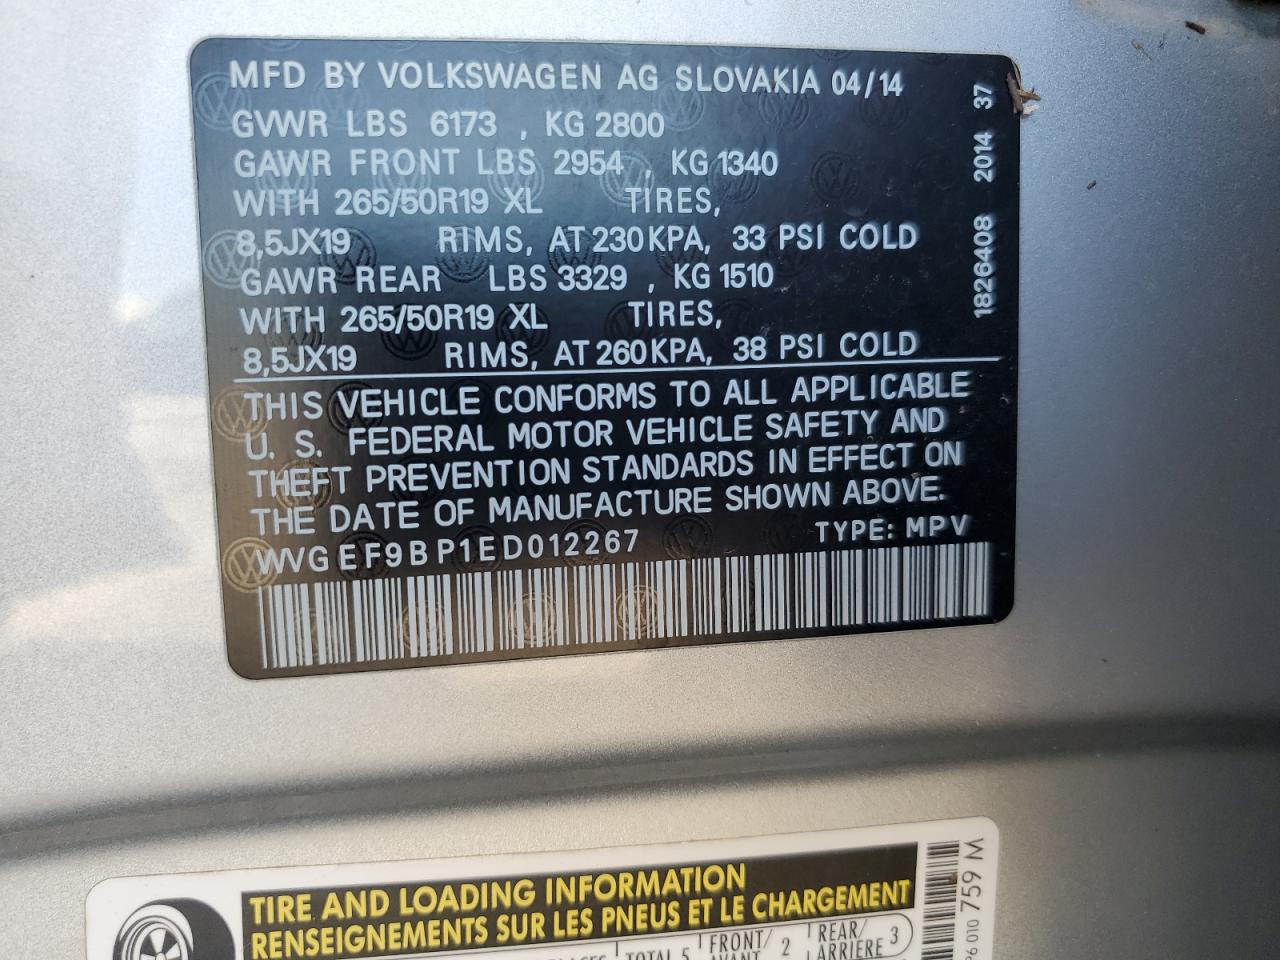 MFD BY VOLKSWAGEN AG SLOVAKIA 04/14
GVWR LBS 6173 , KG 2800
GAWR FRONT LBS 2954 , KG 1340
WITH 265/50R19 XL TIRES,
8,5JX19 RIMS, AT 230 KPA, 33 PSI COLD
GAWR REAR LBS 3329 , KG 1510
WITH 265/50R19 XL TIRES,
8,5JX19 RIMS, AT 260 KPA, 38 PSI COLD
1826408 2014 37
THIS VEHICLE CONFORMS TO ALL APPLICABLE
U. S. FEDERAL MOTOR VEHICLE SAFETY AND
THEFT PREVENTION STANDARDS IN EFFECT ON
THE DATE OF MANUFACTURE SHOWN ABOVE.
WVGEF9BP1ED012267 TYPE: MPV
TIRE AND LOADING INFORMATION
RENSEIGNEMENTS SUR LES PNEUS ET LE CHARGEMENT
TOTAL 5 FRONT/ 2 REAR/ 3
AVANT ARRIÈRE
010 759 M